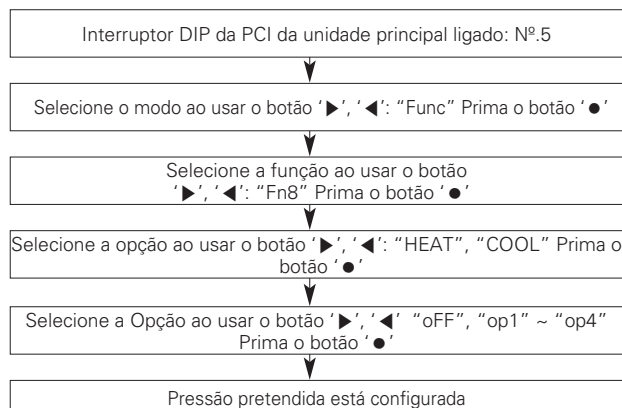 Interruptor DIP da PCI da unidade principal ligado: Nº.5
Selecione o modo ao usar o botão ‘▶’, ‘◀’: “Func” Prima o botão ‘●’
Selecione a função ao usar o botão
‘▶’, ‘◀’: “Fn8” Prima o botão ‘●’
Selecione a opção ao usar o botão ‘▶’, ‘◀’: “HEAT”, “COOL” Prima o
botão ‘●’
Selecione a Opção ao usar o botão ‘▶’, ‘◀’ “oFF”, “op1” ~ “op4”
Prima o botão ‘●’
Pressão pretendida está configurada